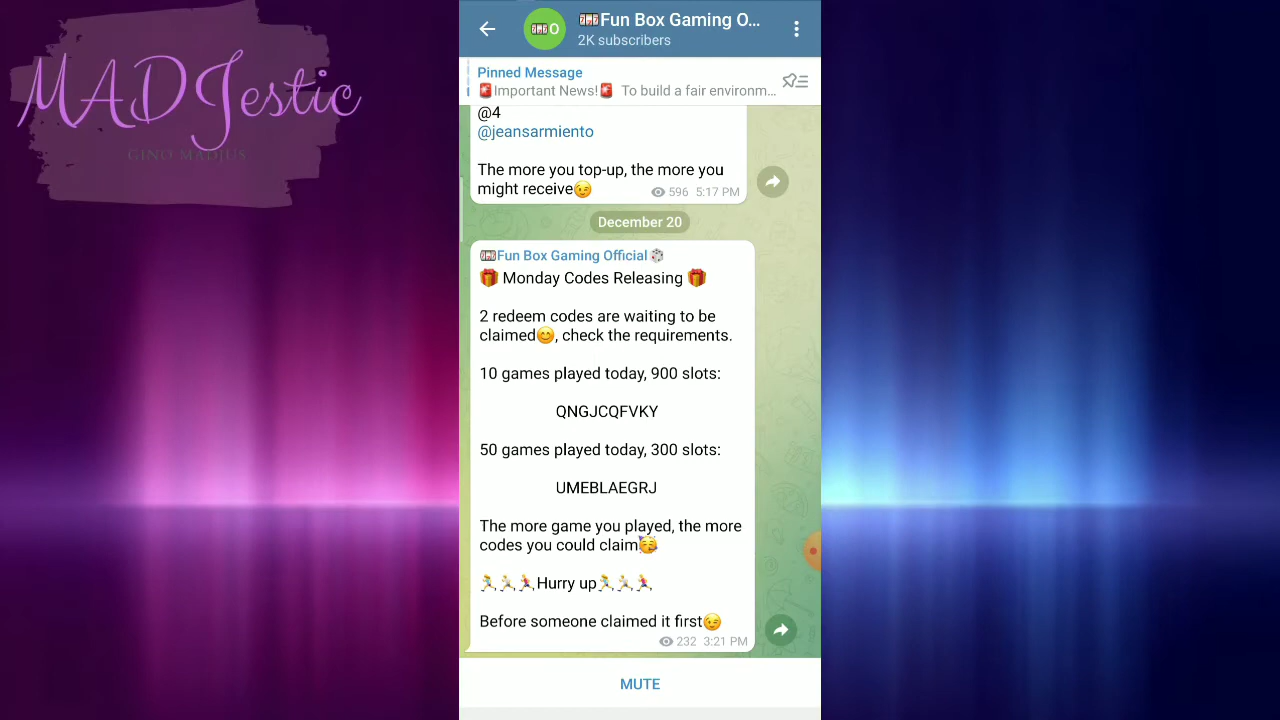 MADJestic
GINO MADJUS
Fun Box Gaming O...
2K subscribers
Pinned Message
🚨Important News!🚨 To build a fair environm...
@4
@jeansarmiento
The more you top-up, the more you
might receive😉
596 5:17 PM
December 20
🎰Fun Box Gaming Official🎲
🎁 Monday Codes Releasing 🎁
2 redeem codes are waiting to be
claimed😊, check the requirements.
10 games played today, 900 slots:
QNGJCQFVKY
50 games played today, 300 slots:
UMEBLAEGRJ
The more game you played, the more
codes you could claim🥳
🏃🏃🏃Hurry up🏃🏃🏃
Before someone claimed it first😉
232 3:21 PM
MUTE